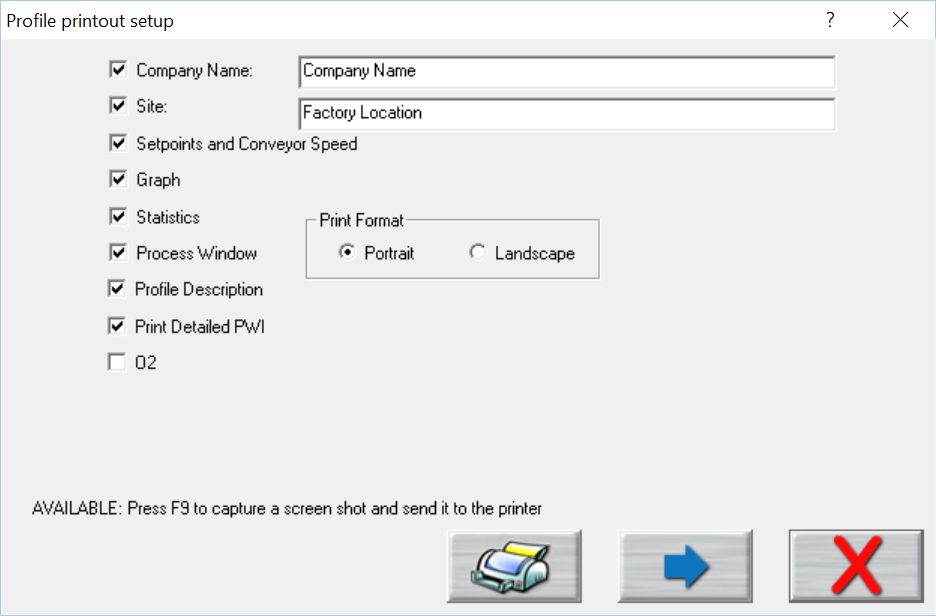 Profile printout setup ?
Company Name: Company Name
Site: Factory Location
Setpoints and Conveyor Speed
Graph
Statistics
Print Format
Process Window Portrait Landscape
Profile Description
Print Detailed PWI
O2
AVAILABLE: Press F9 to capture a screen shot and send it to the printer